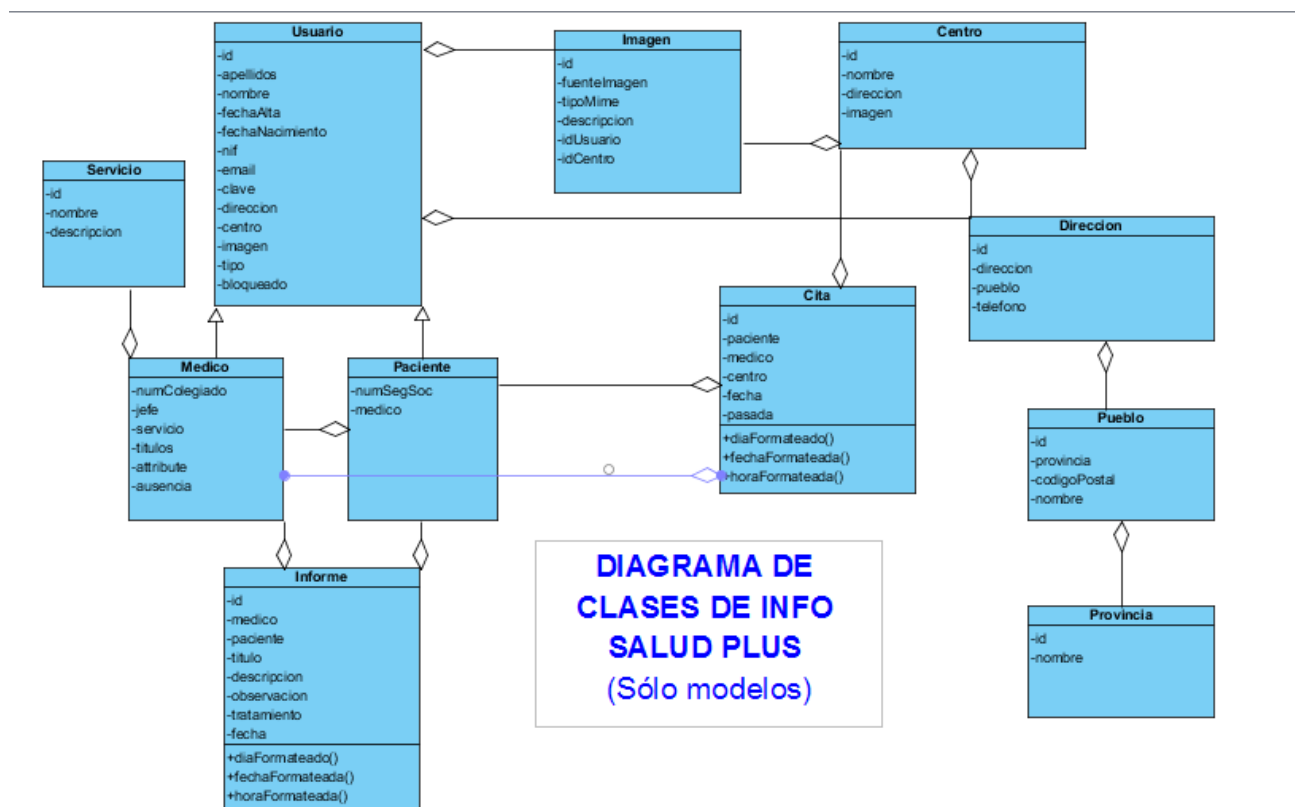 Usuario
-id
-apellidos
-nombre
-fechaAlta
-fechaNacimiento
-nif
-email
-clave
-direccion
-centro
-imagen
-tipo
-bloqueado
Imagen
-id
-fuenteImagen
-tipoMime
-descripcion
-idUsuario
-idCentro
Centro
-id
-nombre
-direccion
-imagen
Servicio
-id
-nombre
-descripcion
Direccion
-id
-direccion
-pueblo
-telefono
Cita
-id
-paciente
-medico
-centro
-fecha
-pasada
+diaFormateado()
+fechaFormateada()
+horaFormateada()
Medico
-numColegiado
-jefe
-servicio
-titulos
-attribute
-ausencia
Paciente
-numSegSoc
-medico
Pueblo
-id
-provincia
-codigoPostal
-nombre
Informe
-id
-medico
-paciente
-titulo
-descripcion
-observacion
-tratamiento
-fecha
+diaFormateado()
+fechaFormateada()
+horaFormateada()
DIAGRAMA DE
CLASES DE INFO
SALUD PLUS
(Sólo modelos)
Provincia
-id
-nombre